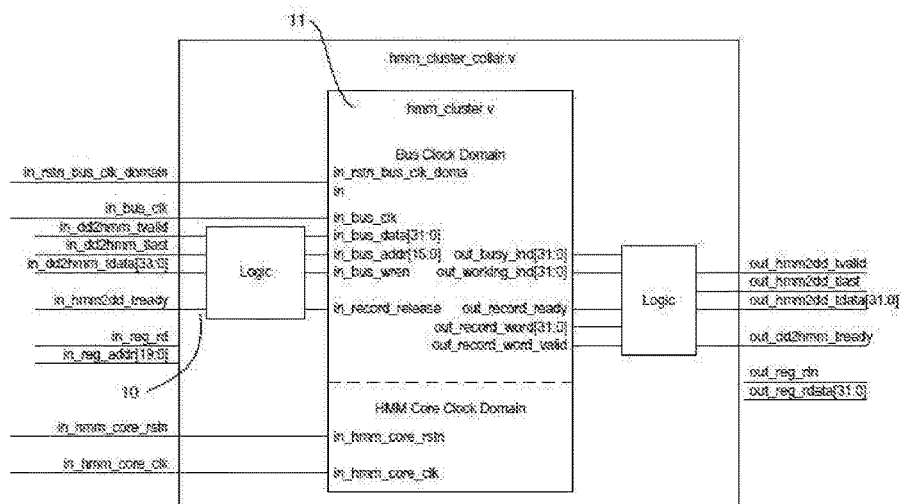 11
hmm_cluster_collar.v
hmm_cluster.v
Bus Clock Domain
in_rstn_bus_clk_domain
in_rstn_bus_clk_doma
in
in_bus_clk
in_bus_clk
in_dd2hmm_tvalid
in_bus_data[31:0]
in_dd2hmm_tlast
in_bus_addr[15:0]
out_busy_ind[31:0]
in_dd2hmm_tdata[33:0]
Logic
in_bus_wren
out_working_ind[31:0]
out_hmm2dd_tvalid
out_hmm2dd_tlast
in_hmm2dd_tready
in_record_release
out_record_ready
Logic
out_hmm2dd_tdata[31:0]
out_record_word[31:0]
in_reg_rd
out_record_word_valid
out_dd2hmm_tready
in_reg_addr[19:0]
10
out_reg_rdn
out_reg_rdata[31:0]
HMM Core Clock Domain
in_hmm_core_rstn
in_hmm_core_rstn
in_hmm_core_clk
in_hmm_core_clk